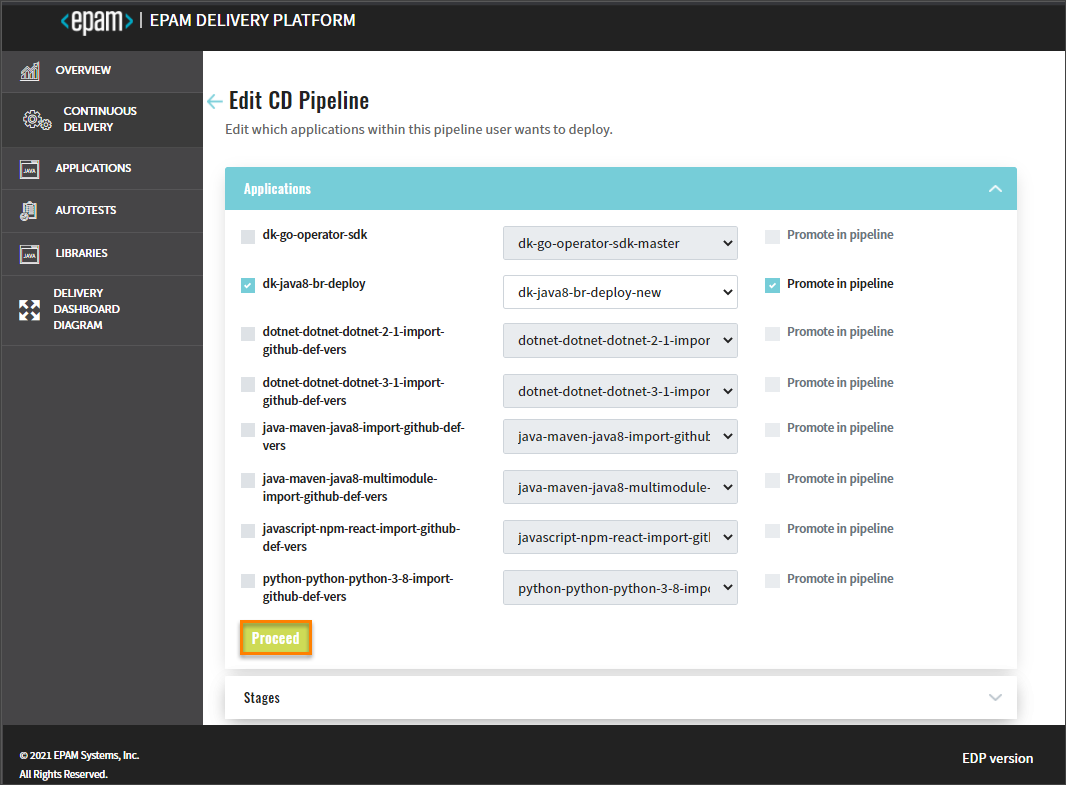 <epam> | EPAM DELIVERY PLATFORM
OVERVIEW
CONTINUOUS
DELIVERY
JAVA APPLICATIONS
AUTOTESTS
JAVA LIBRARIES
DELIVERY
DASHBOARD
DIAGRAM
Edit CD Pipeline
Edit which applications within this pipeline user wants to deploy.
Applications
dk-go-operator-sdk dk-go-operator-sdk-master Promote in pipeline
dk-java8-br-deploy dk-java8-br-deploy-new Promote in pipeline
dotnet-dotnet-dotnet-2-1-import-
github-def-vers
dotnet-dotnet-dotnet-2-1-impor Promote in pipeline
dotnet-dotnet-dotnet-3-1-import-
github-def-vers
dotnet-dotnet-dotnet-3-1-impor Promote in pipeline
java-maven-java8-import-github-def-
vers
java-maven-java8-import-github Promote in pipeline
java-maven-java8-multimodule-
import-github-def-vers
java-maven-java8-multimodule- Promote in pipeline
javascript-npm-react-import-github-
def-vers
javascript-npm-react-import-gitl Promote in pipeline
python-python-python-3-8-import-
github-def-vers
python-python-python-3-8-impo Promote in pipeline
Proceed
Stages
© 2021 EPAM Systems, Inc.
All Rights Reserved.
EDP version